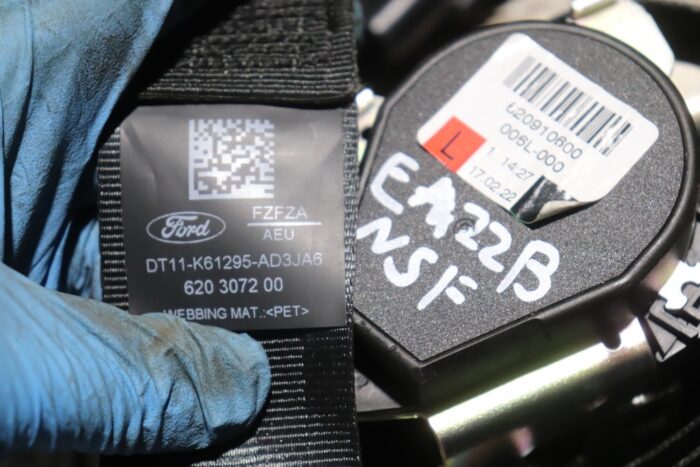 Ford
FZFZA
AEU
DT11-K61295-AD3JA6
620 3072 00
WEBBING MAT.:<PET>
620910600
006L-000
L
1 14:27
17.02.22
EA22B
NSF